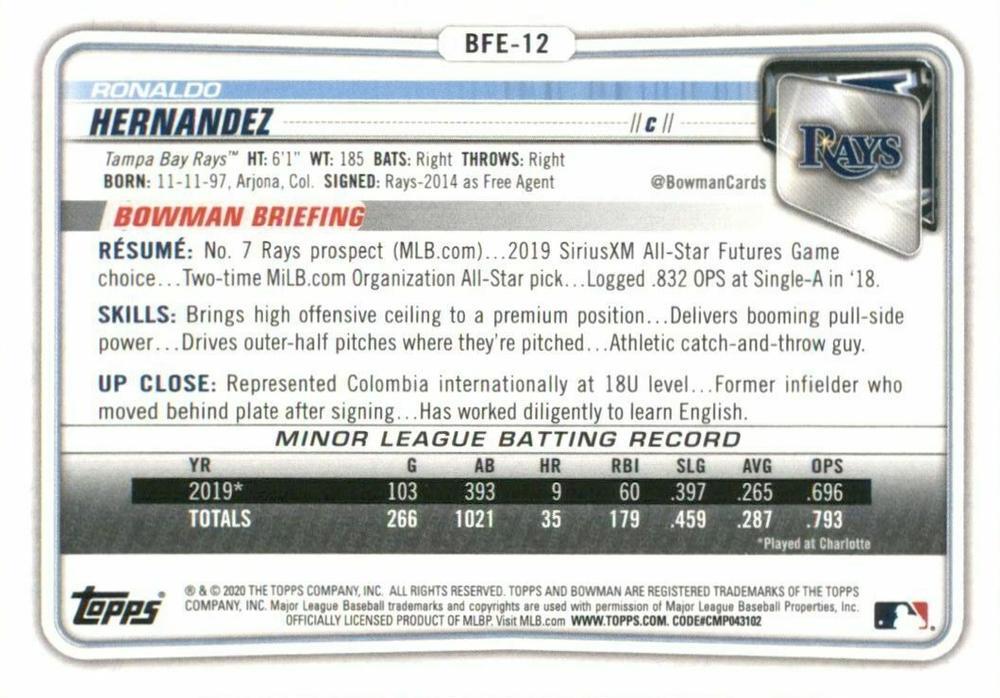 BFE-12
RONALDO
HERNANDEZ // C //
RAYS
Tampa Bay Rays™ HT: 6'1" WT: 185 BATS: Right THROWS: Right
BORN: 11-11-97, Arjona, Col. SIGNED: Rays-2014 as Free Agent @BowmanCards
BOWMAN BRIEFING
RÉSUMÉ: No. 7 Rays prospect (MLB.com)...2019 SiriusXM All-Star Futures Game
choice...Two-time MiLB.com Organization All-Star pick...Logged .832 OPS at Single-A in '18.
SKILLS: Brings high offensive ceiling to a premium position...Delivers booming pull-side
power...Drives outer-half pitches where they're pitched...Athletic catch-and-throw guy.
UP CLOSE: Represented Colombia internationally at 18U level...Former infielder who
moved behind plate after signing...Has worked diligently to learn English.
MINOR LEAGUE BATTING RECORD
YR G AB HR RBI SLG AVG OPS
2019* 103 393 9 60 .397 .265 .696
TOTALS 266 1021 35 179 .459 .287 .793
*Played at Charlotte
Topps® ® & © 2020 THE TOPPS COMPANY, INC. ALL RIGHTS RESERVED. TOPPS AND BOWMAN ARE REGISTERED TRADEMARKS OF THE TOPPS
COMPANY, INC. Major League Baseball trademarks and copyrights are used with permission of Major League Baseball Properties, Inc.
OFFICIALLY LICENSED PRODUCT OF MLBP. Visit MLB.com WWW.TOPPS.COM. CODE#CMP043102